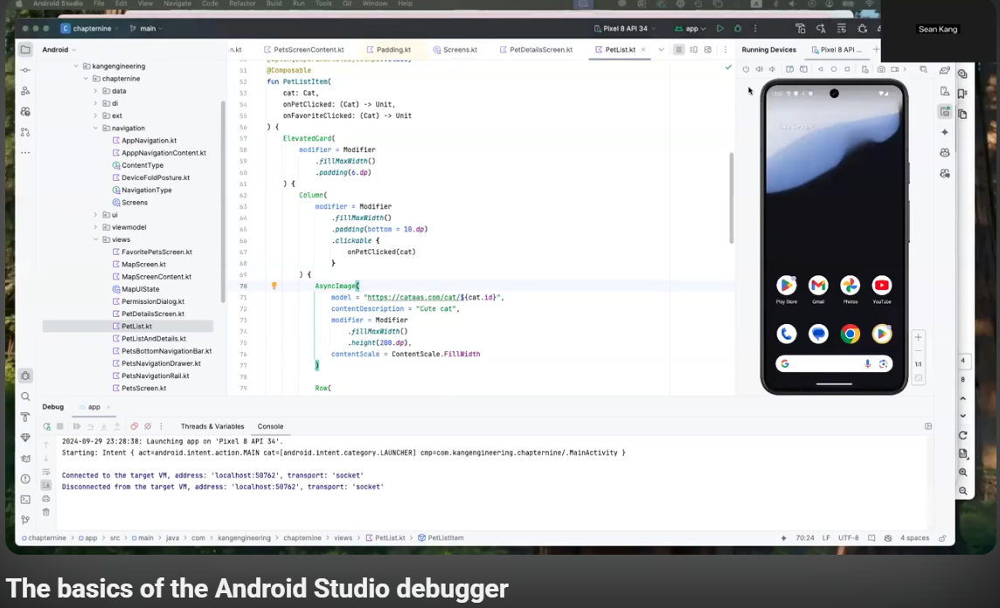 Android Studio File Edit View Navigate Code Refactor Build Run Tools Git Window Help
C chapternine main Pixel 8 API 34 app
Sean Kang
Android
n.kt PetsScreenContent.kt Padding.kt Screens.kt PetDetailsScreen.kt PetList.kt
Running Devices Pixel 8 API ...
kangengineering
chapternine
data
di
ext
navigation
AppNavigation.kt
ApppNavigationContent.kt
ContentType
DeviceFoldPosture.kt
NavigationType
Screens
ui
viewmodel
views
FavoritePetsScreen.kt
MapScreen.kt
MapScreenContent.kt
MapUIState
PermissionDialog.kt
PetDetailsScreen.kt
PetList.kt
PetListAndDetails.kt
PetsBottomNavigationBar.kt
PetsNavigationDrawer.kt
PetsNavigationRail.kt
PetsScreen.kt
51 @Composable
52 fun PetListItem(
53 cat: Cat,
54 onPetClicked: (Cat) -> Unit,
55 onFavoriteClicked: (Cat) -> Unit
56 ) {
57 ElevatedCard(
58 modifier = Modifier
59 .fillMaxWidth()
60 .padding(6.dp)
61 ) {
62 Column(
63 modifier = Modifier
64 .fillMaxWidth()
65 .padding(bottom = 10.dp)
66 .clickable {
67 onPetClicked(cat)
68 }
69 ) {
70 AsyncImage(
71 model = "https://cataas.com/cat/${cat.id}",
72 contentDescription = "Cute cat",
73 modifier = Modifier
74 .fillMaxWidth()
75 .height(200.dp),
76 contentScale = ContentScale.FillWidth
77 )
78
79 Row(
Play Store Gmail Photos YouTube
1:1
4
8
Debug app
Threads & Variables Console
2024-09-29 23:28:38: Launching app on 'Pixel 8 API 34'.
Starting: Intent { act=android.intent.action.MAIN cat=[android.intent.category.LAUNCHER] cmp=com.kangengineering.chapternine/.MainActivity }
Connected to the target VM, address: 'localhost:50762', transport: 'socket'
Disconnected from the target VM, address: 'localhost:50762', transport: 'socket'
chapternine > app > src > main > java > com > kangengineering > chapternine > views > PetList.kt > PetListItem
70:24 LF UTF-8 4 spaces
The basics of the Android Studio debugger